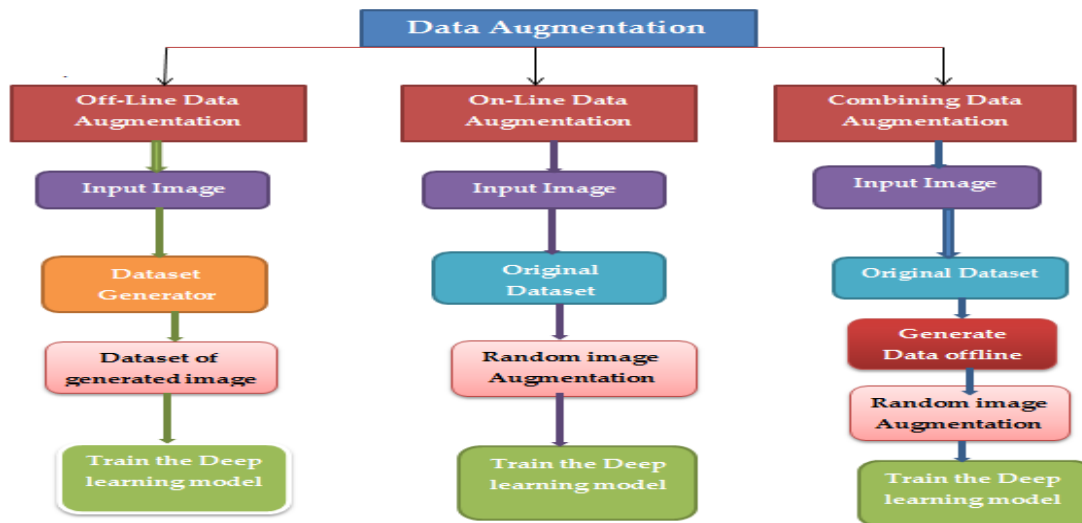 Data Augmentation
Off-Line Data
Augmentation
Input Image
Dataset
Generator
Dataset of
generated image
Train the Deep
learning model
On-Line Data
Augmentation
Input Image
Original
Dataset
Random image
Augmentation
Train the Deep
learning model
Combining Data
Augmentation
Input Image
Original Dataset
Generate
Data offline
Random image
Augmentation
Train the Deep
learning model